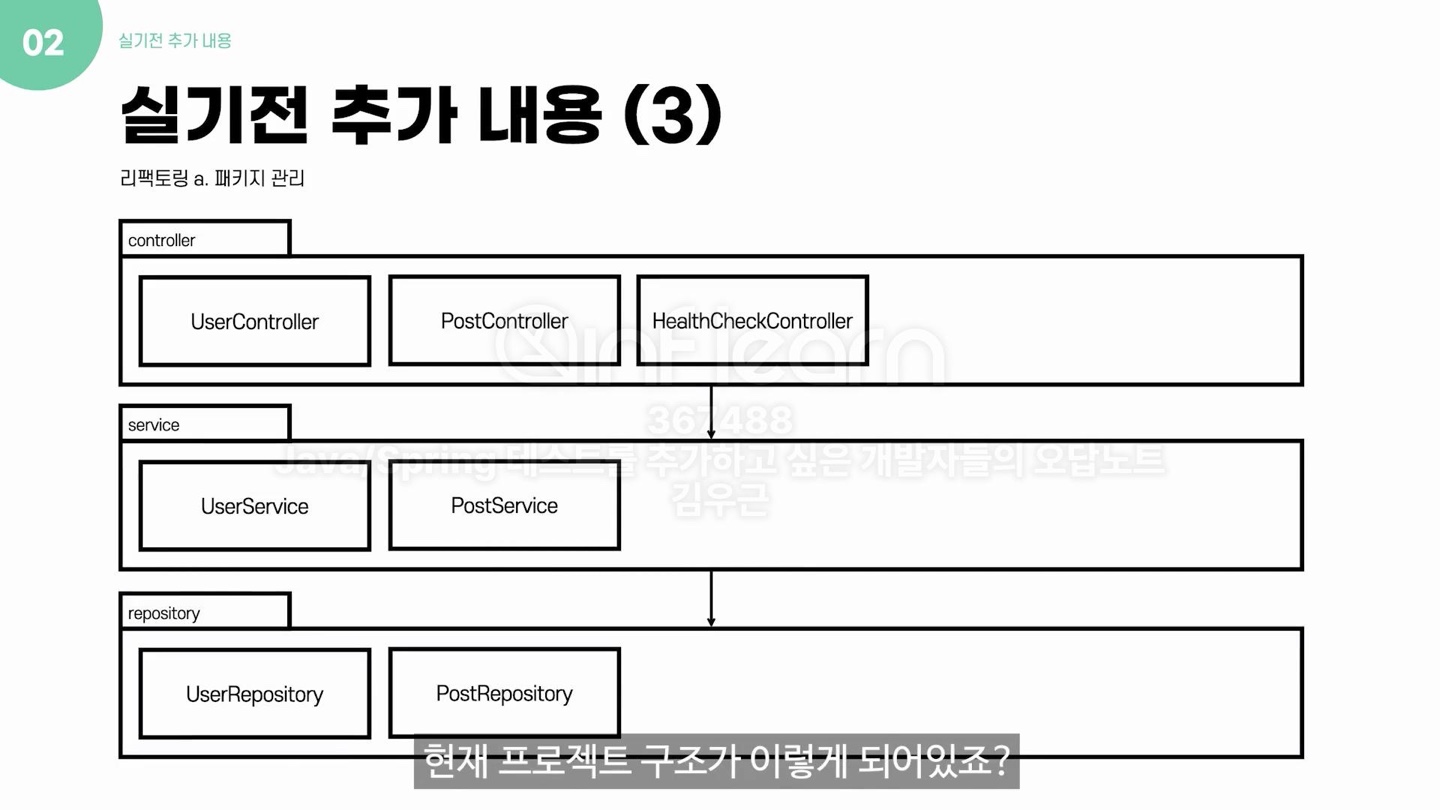 02
실기전 추가 내용
실기전 추가 내용 (3)
리팩토링 a. 패키지 관리
controller
UserController
PostController
HealthCheckController
inflearn
367488
service
Java/Spring 테스트를 추가하고 싶은 개발자들의 오답노트
김우근
UserService
PostService
repository
UserRepository
PostRepository
현재 프로젝트 구조가 이렇게 되어있죠?